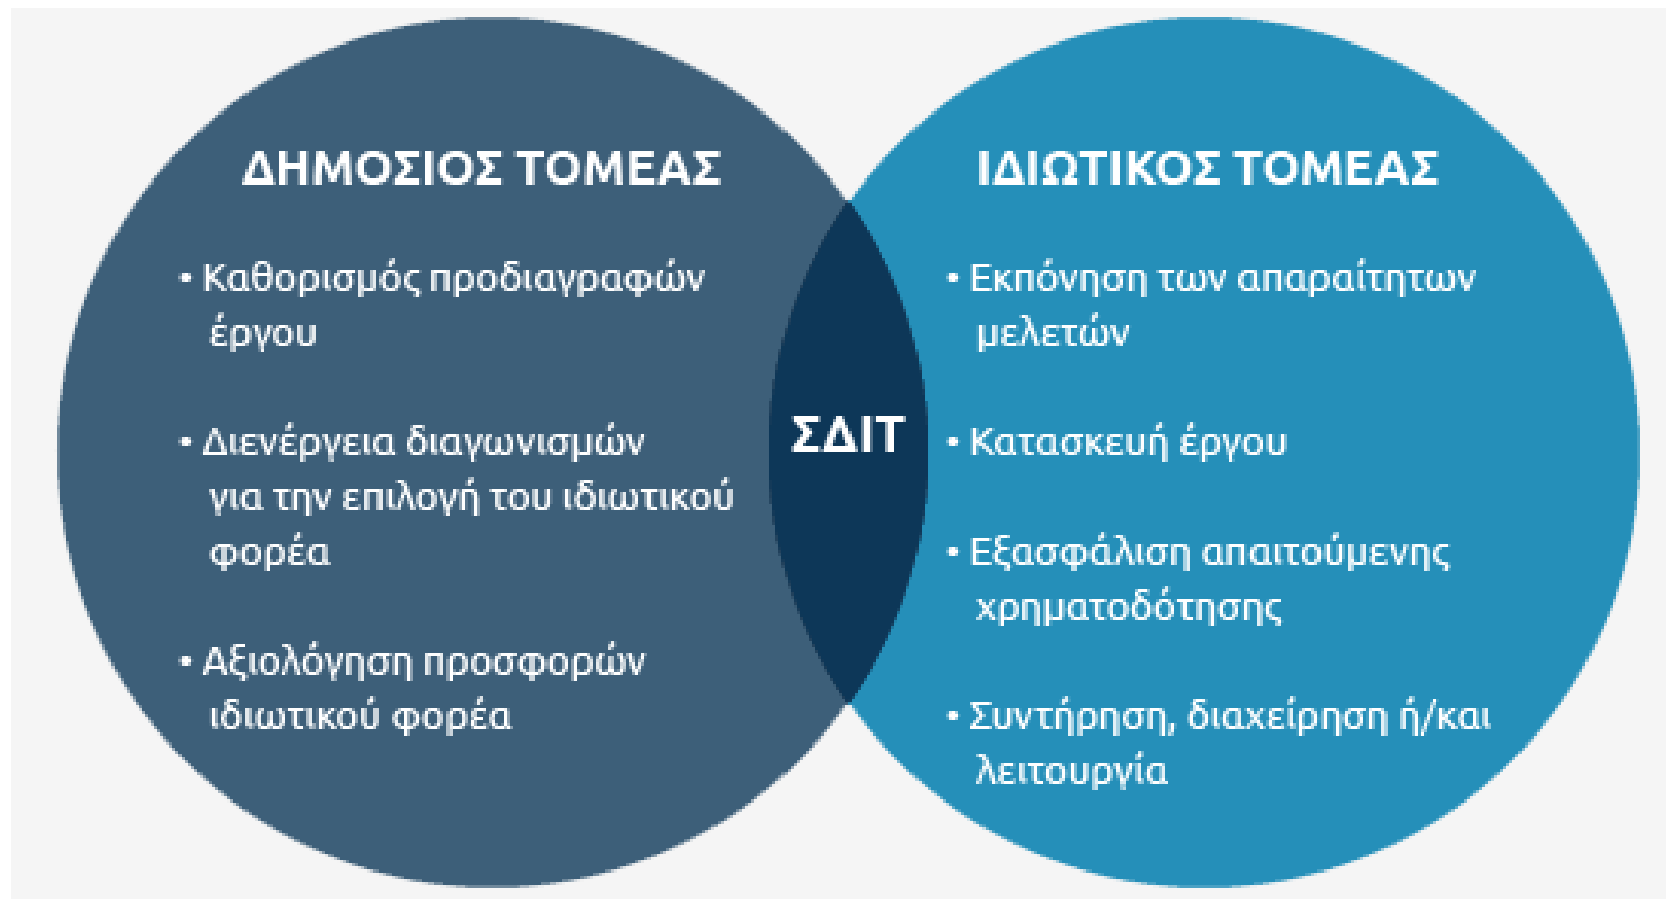 ΔΗΜΟΣΙΟΣ ΤΟΜΕΑΣ
• Καθορισμός προδιαγραφών
έργου
• Διενέργεια διαγωνισμών
για την επιλογή του ιδιωτικού
φορέα
• Αξιολόγηση προσφορών
ιδιωτικού φορέα
ΣΔΙΤ
ΙΔΙΩΤΙΚΟΣ ΤΟΜΕΑΣ
• Εκπόνηση των απαραίτητων
μελετών
• Κατασκευή έργου
• Εξασφάλιση απαιτούμενης
χρηματοδότησης
• Συντήρηση, διαχείρηση ή/και
λειτουργία